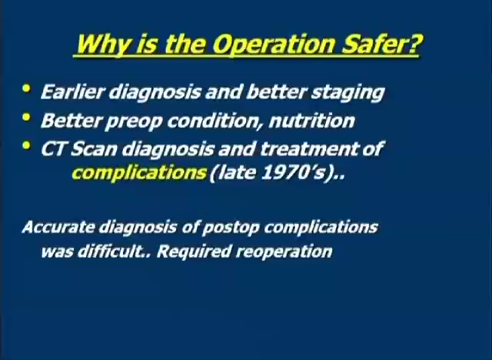 Why is the Operation Safer?
• Earlier diagnosis and better staging
• Better preop condition, nutrition
• CT Scan diagnosis and treatment of
complications (late 1970's)..
Accurate diagnosis of postop complications
was difficult.. Required reoperation